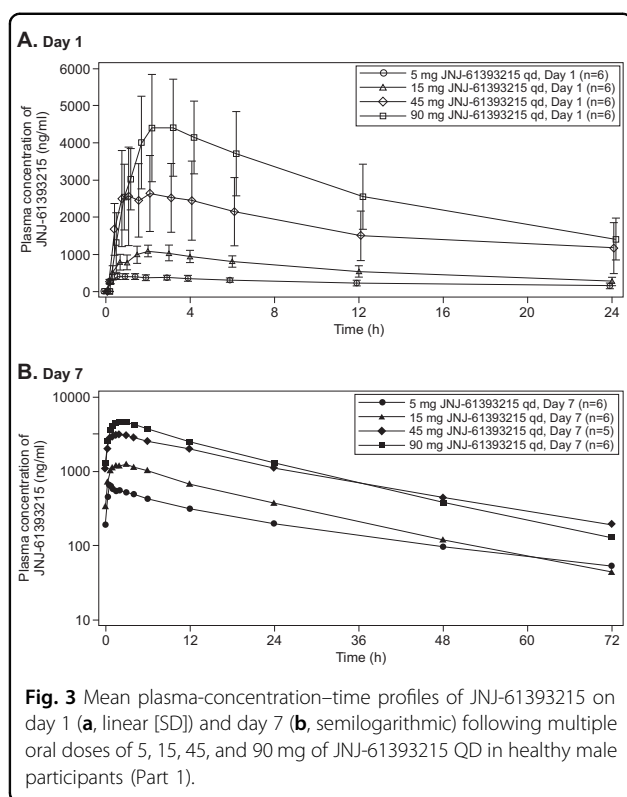 A. Day 1
Plasma concentration of
JNJ-61393215 (ng/ml)
6000
5000
4000
3000
2000
1000
0
5 mg JNJ-61393215 qd, Day 1 (n=6)
15 mg JNJ-61393215 qd, Day 1 (n=6)
45 mg JNJ-61393215 qd, Day 1 (n=6)
90 mg JNJ-61393215 qd, Day 1 (n=6)
0 4 8 12 16 20 24
Time (h)
B. Day 7
Plasma concentration of
JNJ-61393215 (ng/ml)
10000
1000
100
10
5 mg JNJ-61393215 qd, Day 7 (n=6)
15 mg JNJ-61393215 qd, Day 7 (n=6)
45 mg JNJ-61393215 qd, Day 7 (n=5)
90 mg JNJ-61393215 qd, Day 7 (n=6)
0 12 24 36 48 60 72
Time (h)
Fig. 3 Mean plasma-concentration–time profiles of JNJ-61393215 on
day 1 (a, linear [SD]) and day 7 (b, semilogarithmic) following multiple
oral doses of 5, 15, 45, and 90 mg of JNJ-61393215 QD in healthy male
participants (Part 1).